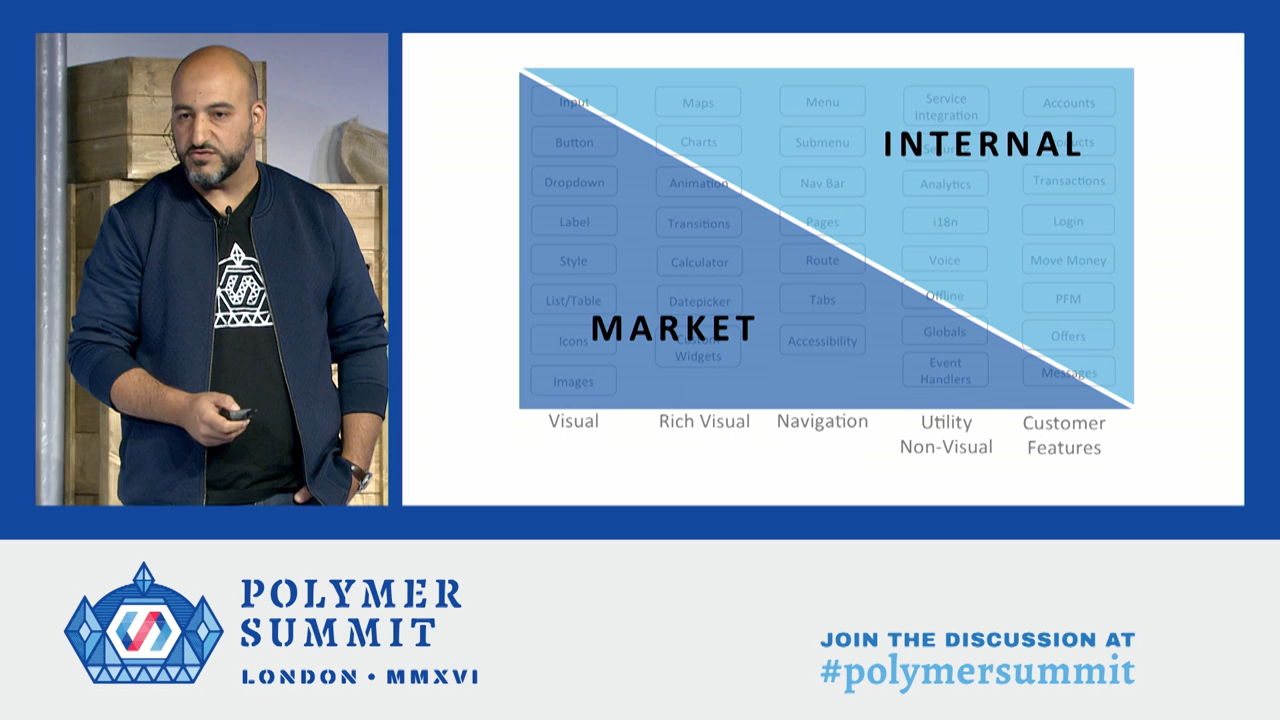 Input
Button
Dropdown
Label
Style
List/Table
Icons
Images
Visual
Maps
Charts
Animation
Transitions
Calculator
Datepicker
Custom
Widgets
Rich Visual
Menu
Submenu
Nav Bar
Pages
Route
Tabs
Accessibility
Navigation
Service
Integration
Security
Analytics
i18n
Voice
Offline
Globals
Event
Handlers
Utility
Non-Visual
Accounts
Products
Transactions
Login
Move Money
PFM
Offers
Messages
Customer
Features
INTERNAL
MARKET
POLYMER
SUMMIT
LONDON • MMXVI
JOIN THE DISCUSSION AT
#polymersummit